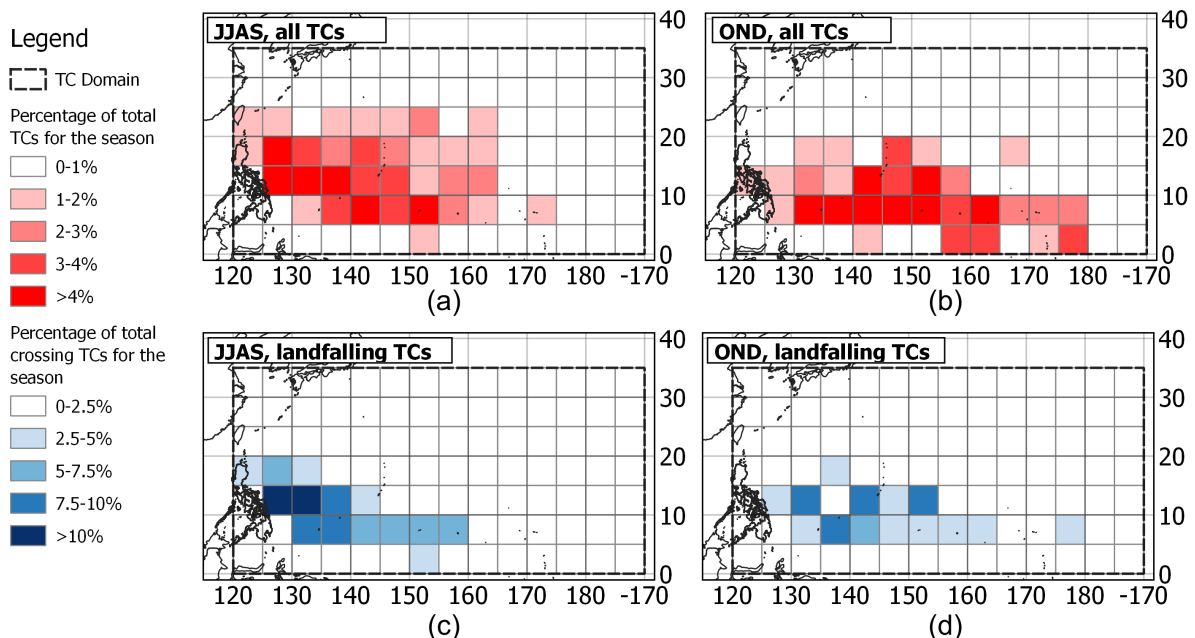 Legend
TC Domain
Percentage of total
TCs for the season
0-1%
1-2%
2-3%
3-4%
>4%
Percentage of total
crossing TCs for the
season
0-2.5%
2.5-5%
5-7.5%
7.5-10%
>10%
JJAS, all TCs
40
30
20
10
0
120 130 140 150 160 170 180 -170
(a)
OND, all TCs
40
30
20
10
0
120 130 140 150 160 170 180 -170
(b)
JJAS, landfalling TCs
40
30
20
10
0
120 130 140 150 160 170 180 -170
(c)
OND, landfalling TCs
40
30
20
10
0
120 130 140 150 160 170 180 -170
(d)